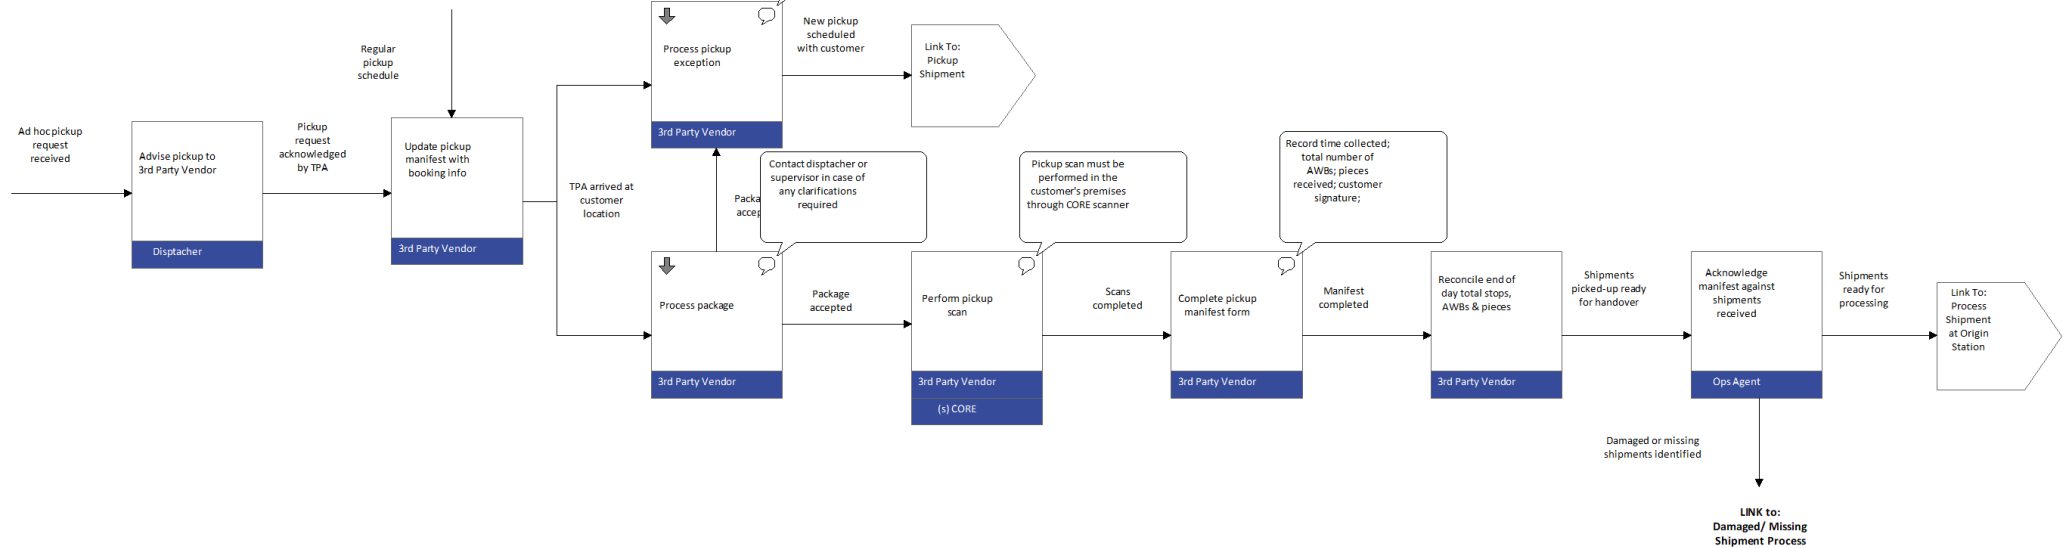 Ad hoc pickup
request
received
Advise pickup to
3rd Party Vendor
Disptacher
Pickup
request
acknowledged
by TPA
Regular
pickup
schedule
Update pickup
manifest with
booking info
3rd Party Vendor
TPA arrived at
customer
location
Process pickup
exception
3rd Party Vendor
New pickup
scheduled
with customer
Link To:
Pickup
Shipment
Contact disptacher or
supervisor in case of
any clarifications
required
Process package
3rd Party Vendor
Package
accepted
Pickup scan must be
performed in the
customer's premises
through CORE scanner
Perform pickup
scan
3rd Party Vendor
(s) CORE
Scans
completed
Record time collected;
total number of
AWBs; pieces
received; customer
signature;
Complete pickup
manifest form
3rd Party Vendor
Manifest
completed
Reconcile end of
day total stops,
AWBs & pieces
3rd Party Vendor
Shipments
picked-up ready
for handover
Acknowledge
manifest against
shipments
received
Ops Agent
Shipments
ready for
processing
Link To:
Process
Shipment
at Origin
Station
Damaged or missing
shipments identified
LINK to:
Damaged/ Missing
Shipment Process